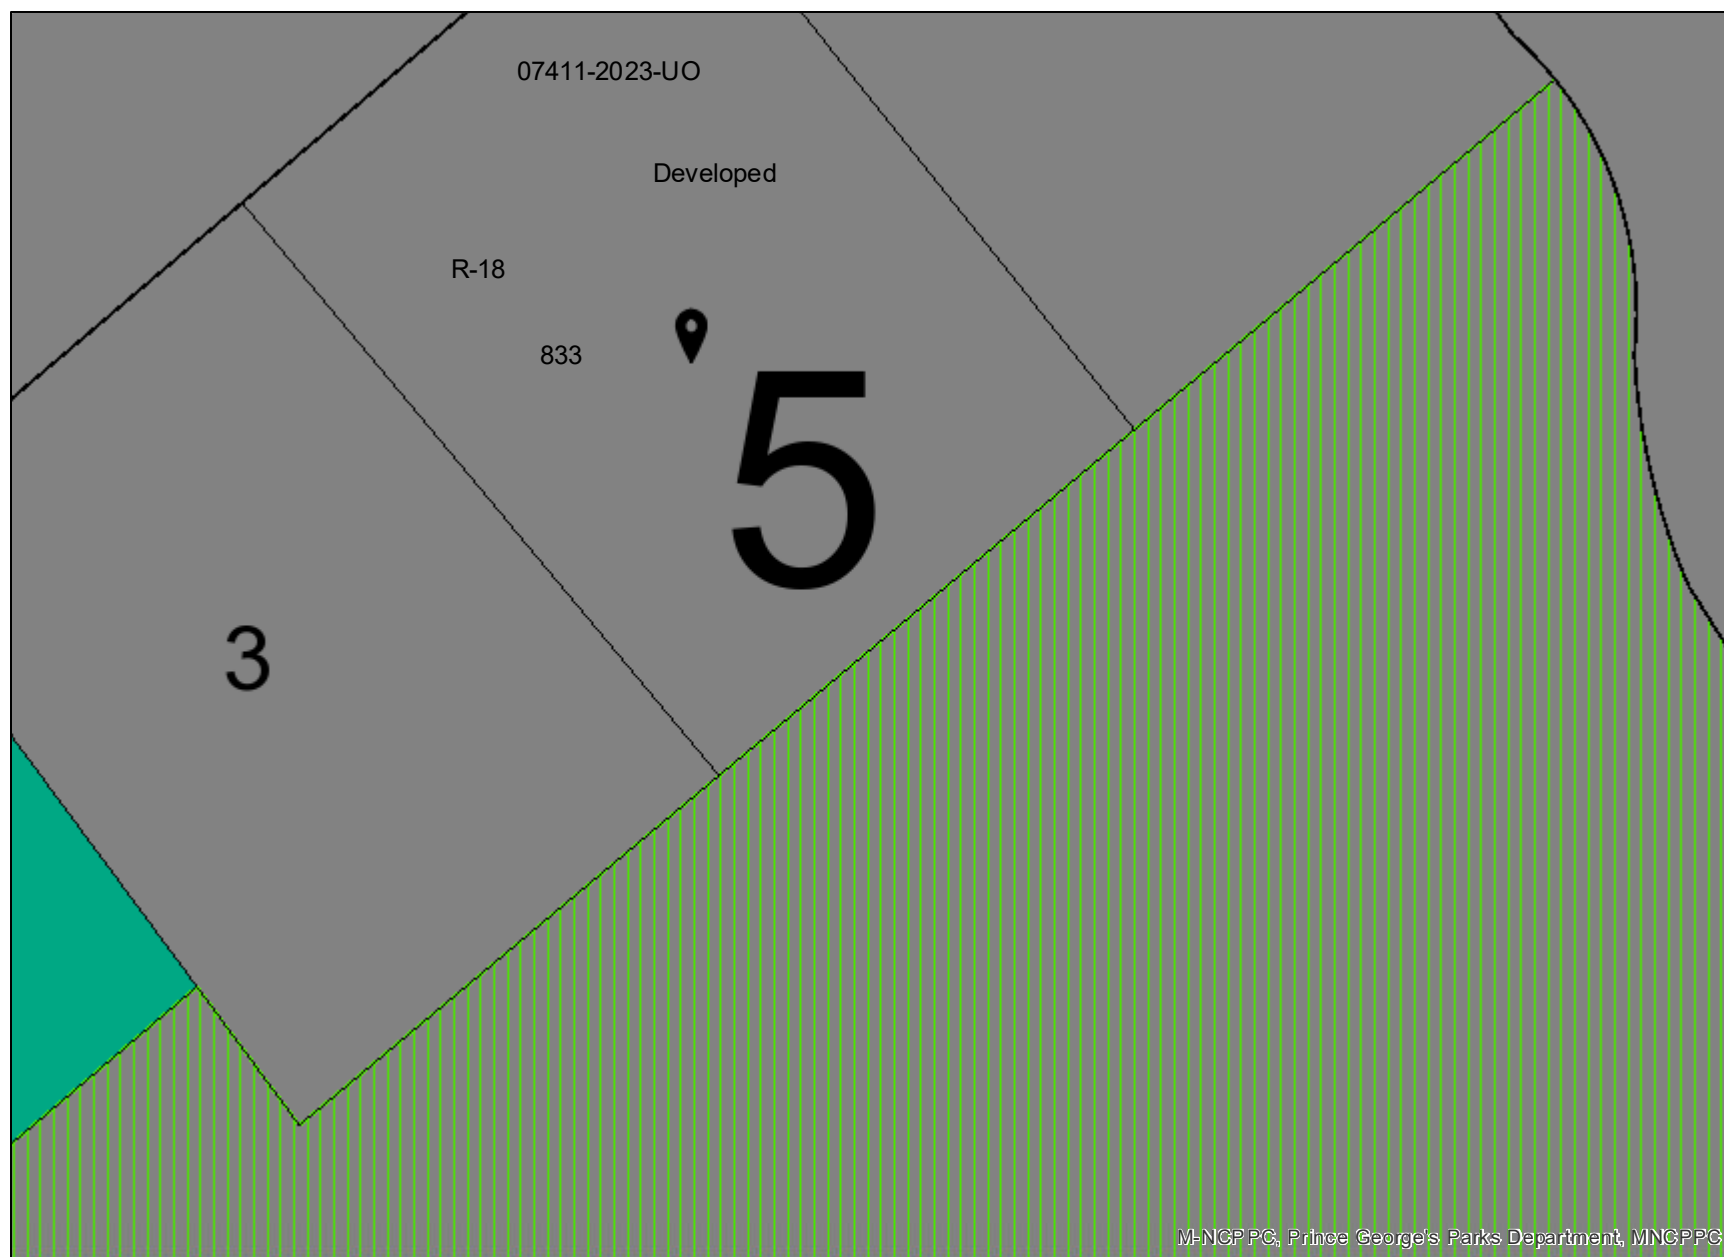 07411-2023-UO
Developed
R-18
833
5
3
M-NCPPC, Prince George's Parks Department, MNCPPC